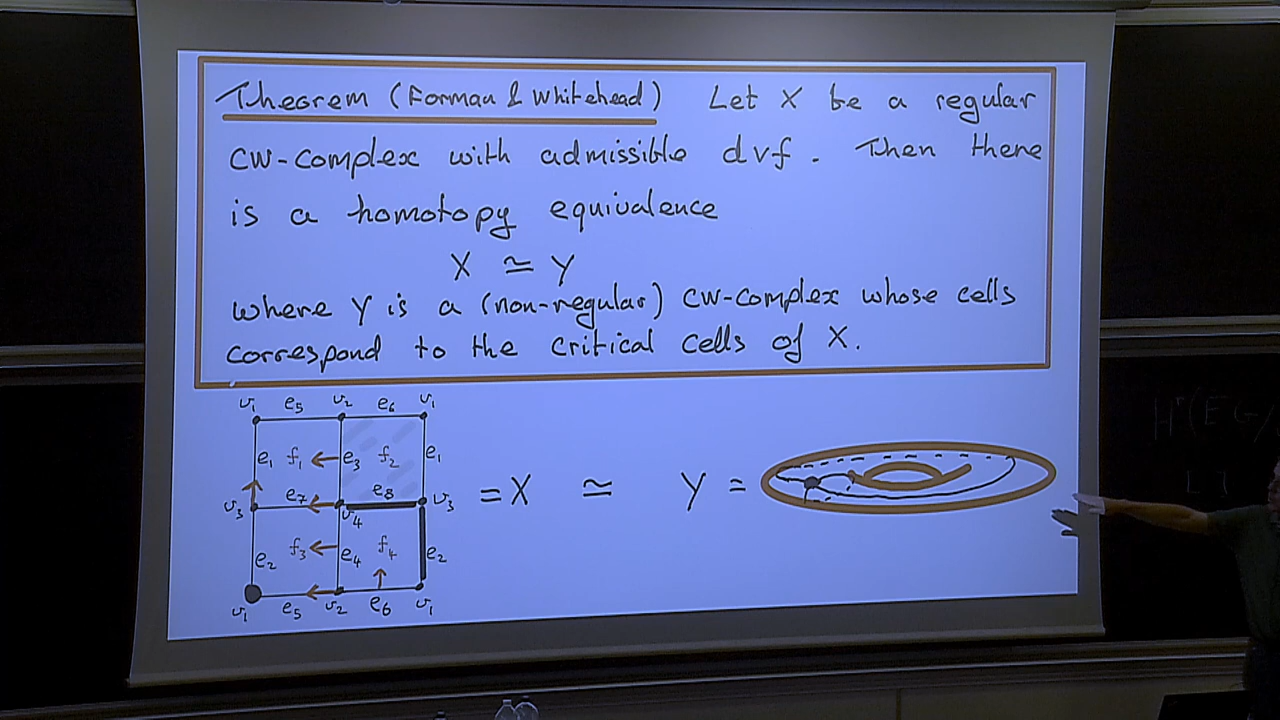 Theorem (Forman & Whitehead) Let X be a regular
CW-complex with admissible dvf. Then there
is a homotopy equivalence
X ≃ Y
where Y is a (non-regular) CW-complex whose cells
correspond to the critical cells of X.
v₁ e₅ v₂ e₆ v₁
e₁ f₁ e₃ f₂ e₁
v₃ e₇ v₄ e₈ v₃ = X ≃ Y =
e₂ f₃ e₄ f₄ e₂
v₁ e₅ v₂ e₆ v₁